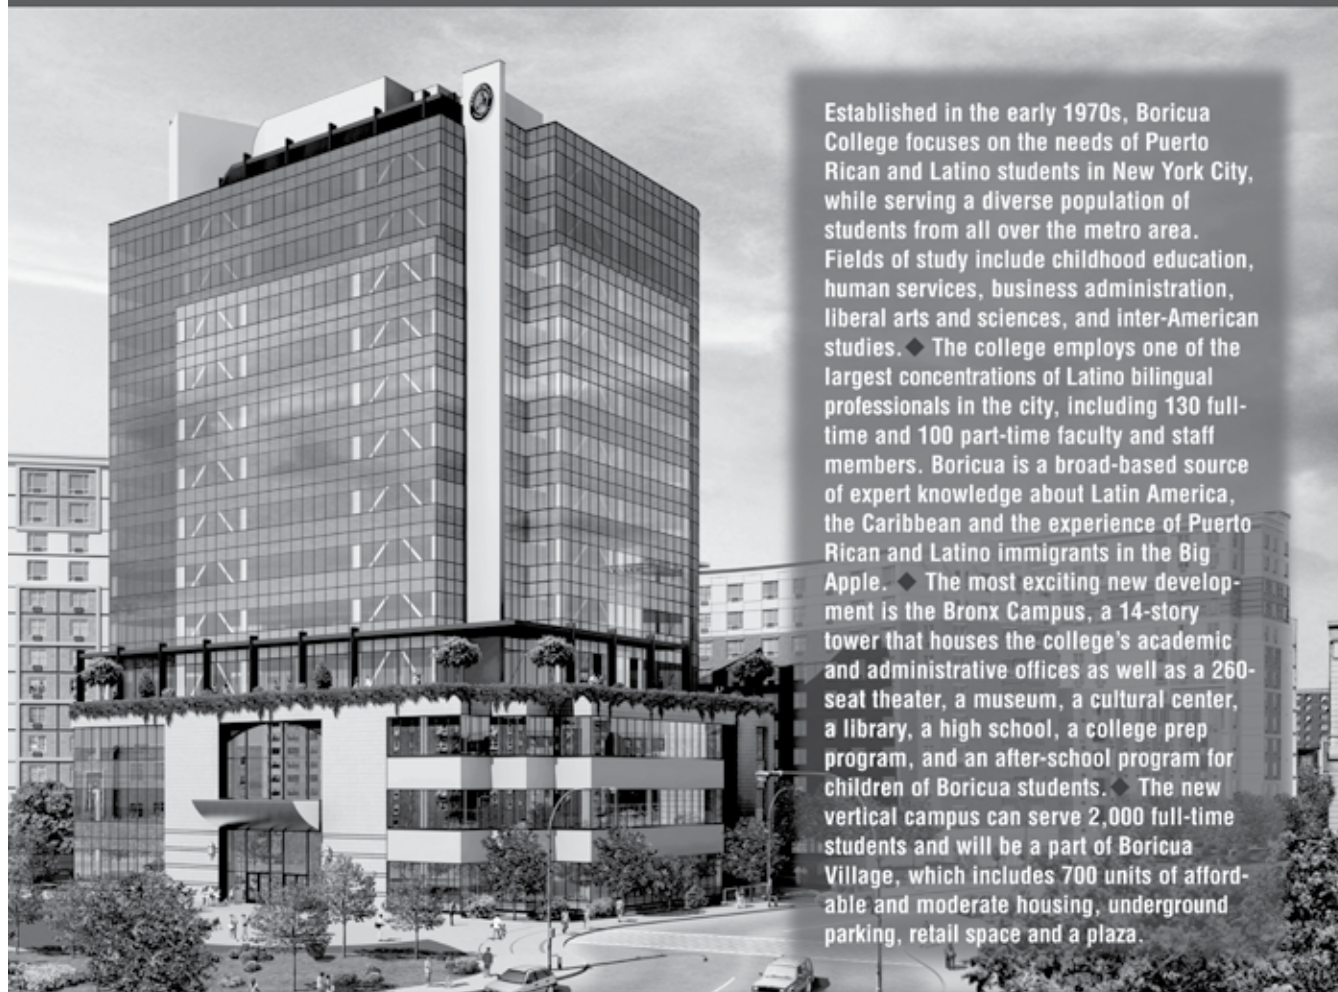 Established in the early 1970s, Boricua
College focuses on the needs of Puerto
Rican and Latino students in New York City,
while serving a diverse population of
students from all over the metro area.
Fields of study include childhood education,
human services, business administration,
liberal arts and sciences, and inter-American
studies.◆ The college employs one of the
largest concentrations of Latino bilingual
professionals in the city, including 130 full-
time and 100 part-time faculty and staff
members. Boricua is a broad-based source
of expert knowledge about Latin America,
the Caribbean and the experience of Puerto
Rican and Latino immigrants in the Big
Apple. ◆ The most exciting new develop-
ment is the Bronx Campus, a 14-story
tower that houses the college's academic
and administrative offices as well as a 260-
seat theater, a museum, a cultural center,
a library, a high school, a college prep
program, and an after-school program for
children of Boricua students.◆ The new
vertical campus can serve 2,000 full-time
students and will be a part of Boricua
Village, which includes 700 units of afford-
able and moderate housing, underground
parking, retail space and a plaza.